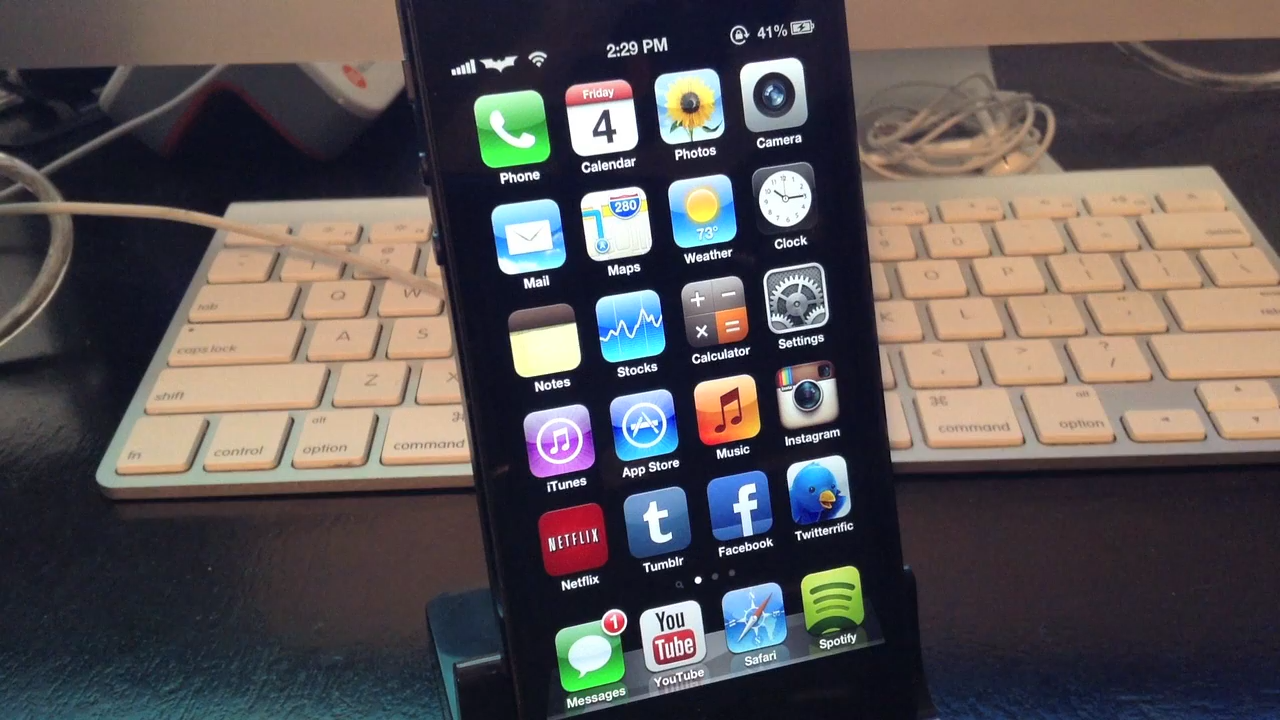 2:29 PM
41%
Friday
4
Phone
Calendar
Photos
Camera
280
73°
Mail
Maps
Weather
Clock
Notes
Stocks
Calculator
Settings
iTunes
App Store
Music
Instagram
NETFLIX
t
f
Netflix
Tumblr
Facebook
Twitterrific
1
You
Tube
Messages
YouTube
Safari
Spotify
tab
Q
W
O
P
caps lock
A
S
K
L
shift
Z
X
fn
control
alt
option
⌘
command
⌘
command
alt
option